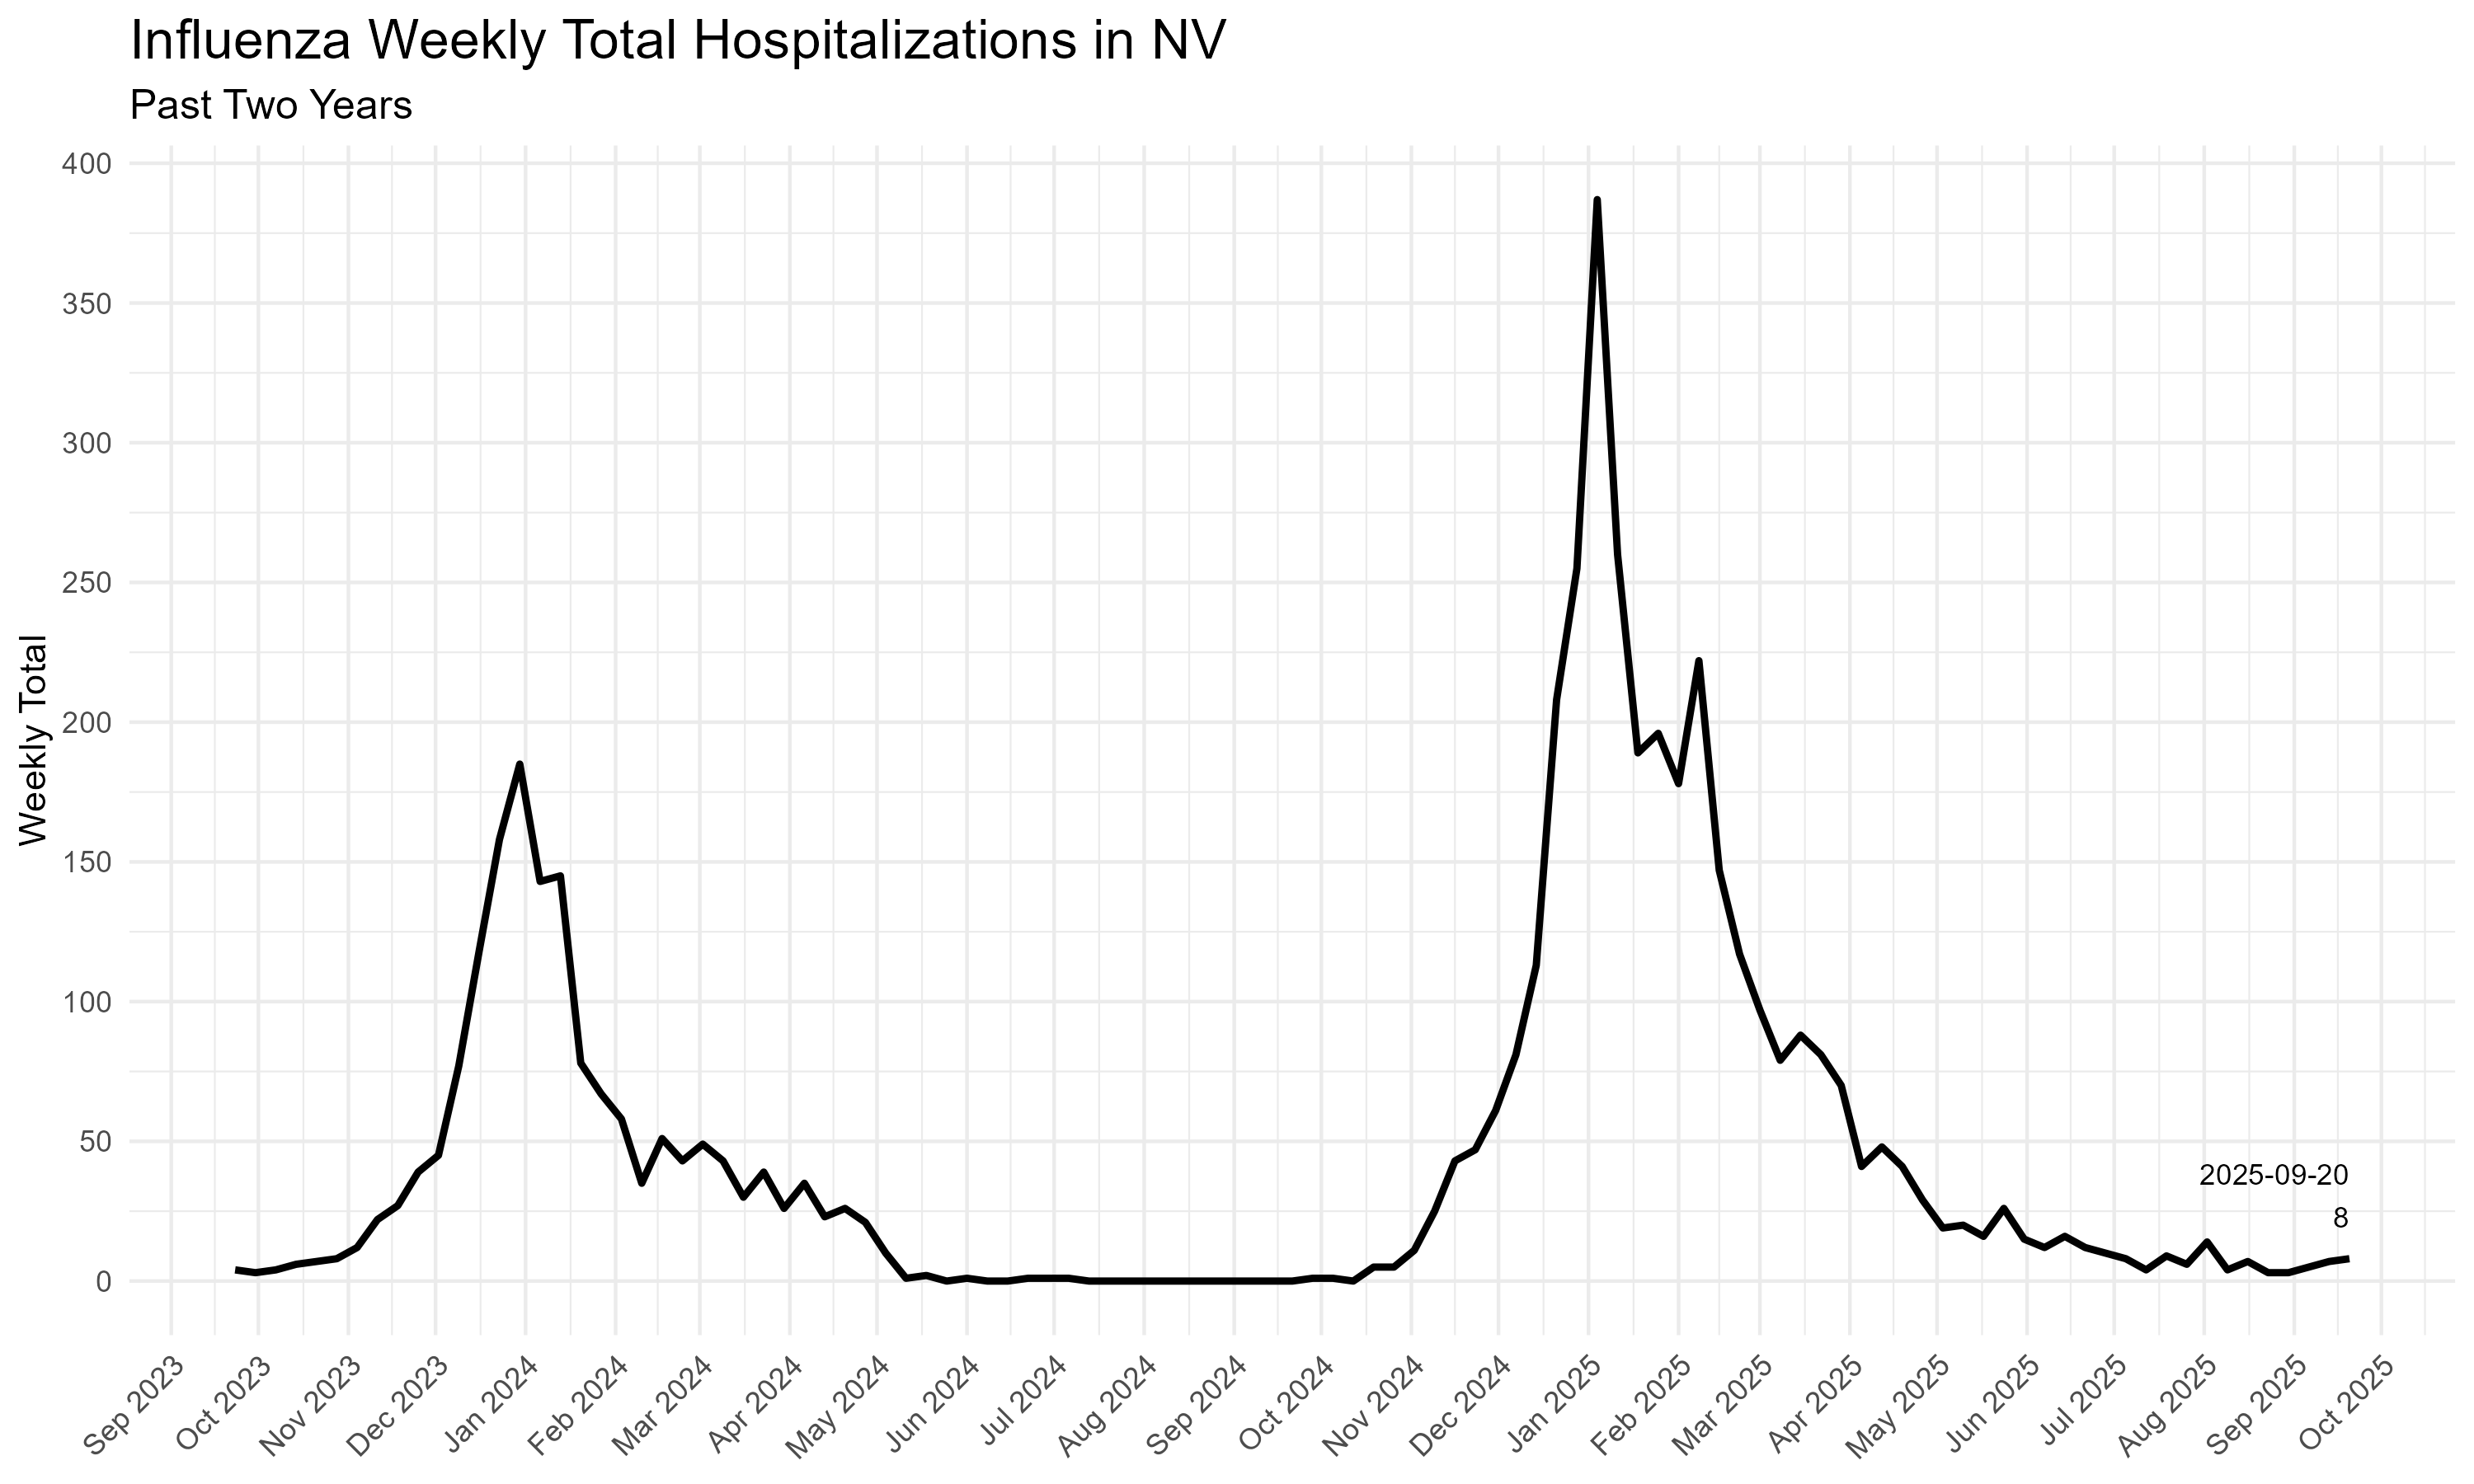 Influenza Weekly Total Hospitalizations in NV
Past Two Years
Weekly Total
400
350
300
250
200
150
100
50
0
2025-09-20
8
Sep 2023
Oct 2023
Nov 2023
Dec 2023
Jan 2024
Feb 2024
Mar 2024
Apr 2024
May 2024
Jun 2024
Jul 2024
Aug 2024
Sep 2024
Oct 2024
Nov 2024
Dec 2024
Jan 2025
Feb 2025
Mar 2025
Apr 2025
May 2025
Jun 2025
Jul 2025
Aug 2025
Sep 2025
Oct 2025